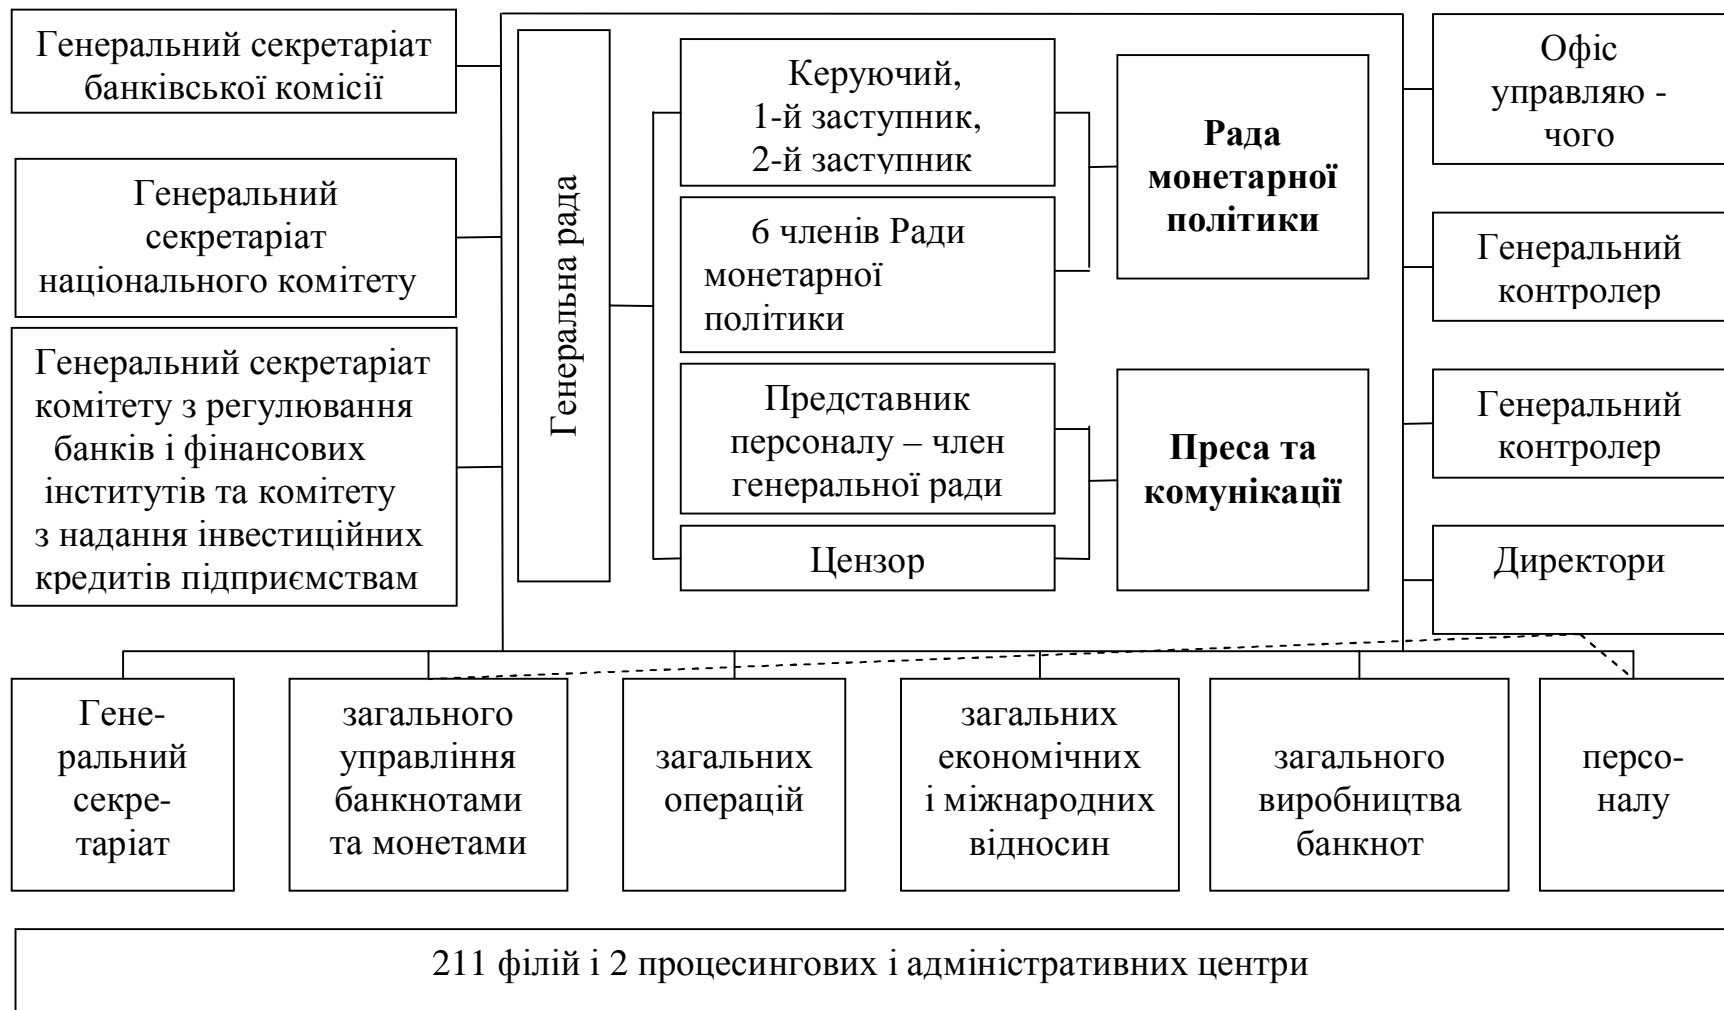 Генеральний секретаріат
банківської комісії
Генеральний
секретаріат
національного комітету
Генеральний секретаріат
комітету з регулювання
банків і фінансових
інститутів та комітету
з надання інвестиційних
кредитів підприємствам
Генеральна рада
Керуючий,
1-й заступник,
2-й заступник
6 членів Ради
монетарної
політики
Представник
персоналу – член
генеральної ради
Цензор
Рада
монетарної
політики
Преса та
комунікації
Офіс
управляю -
чого
Генеральний
контролер
Генеральний
контролер
Директори
Гене-
ральний
секре-
таріат
загального
управління
банкнотами
та монетами
загальних
операцій
загальних
економічних
і міжнародних
відносин
загального
виробництва
банкнот
персо-
налу
211 філій і 2 процесингових і адміністративних центри